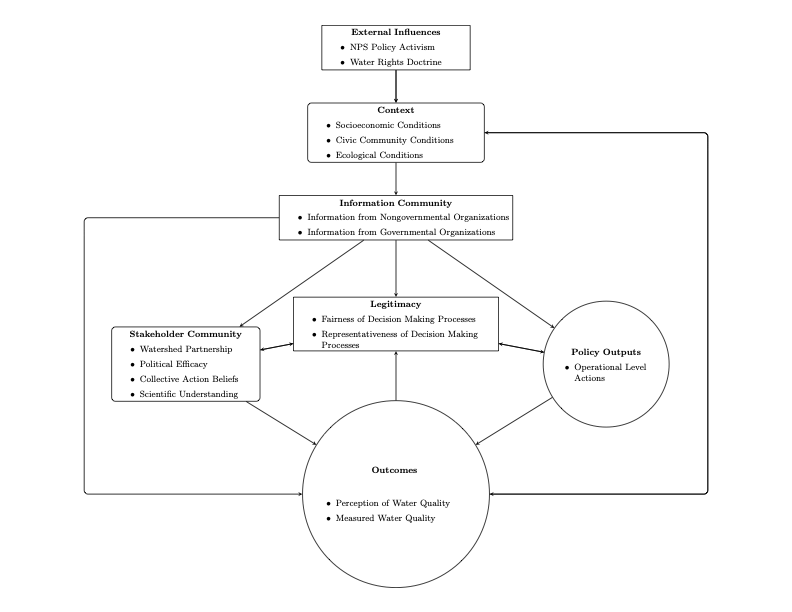 External Influences
• NPS Policy Activism
• Water Rights Doctrine
Context
• Socioeconomic Conditions
• Civic Community Conditions
• Ecological Conditions
Information Community
• Information from Nongovernmental Organizations
• Information from Governmental Organizations
Legitimacy
• Fairness of Decision Making Processes
• Representativeness of Decision Making
Processes
Stakeholder Community
• Watershed Partnership
• Political Efficacy
• Collective Action Beliefs
• Scientific Understanding
Policy Outputs
• Operational Level
Actions
Outcomes
• Perception of Water Quality
• Measured Water Quality